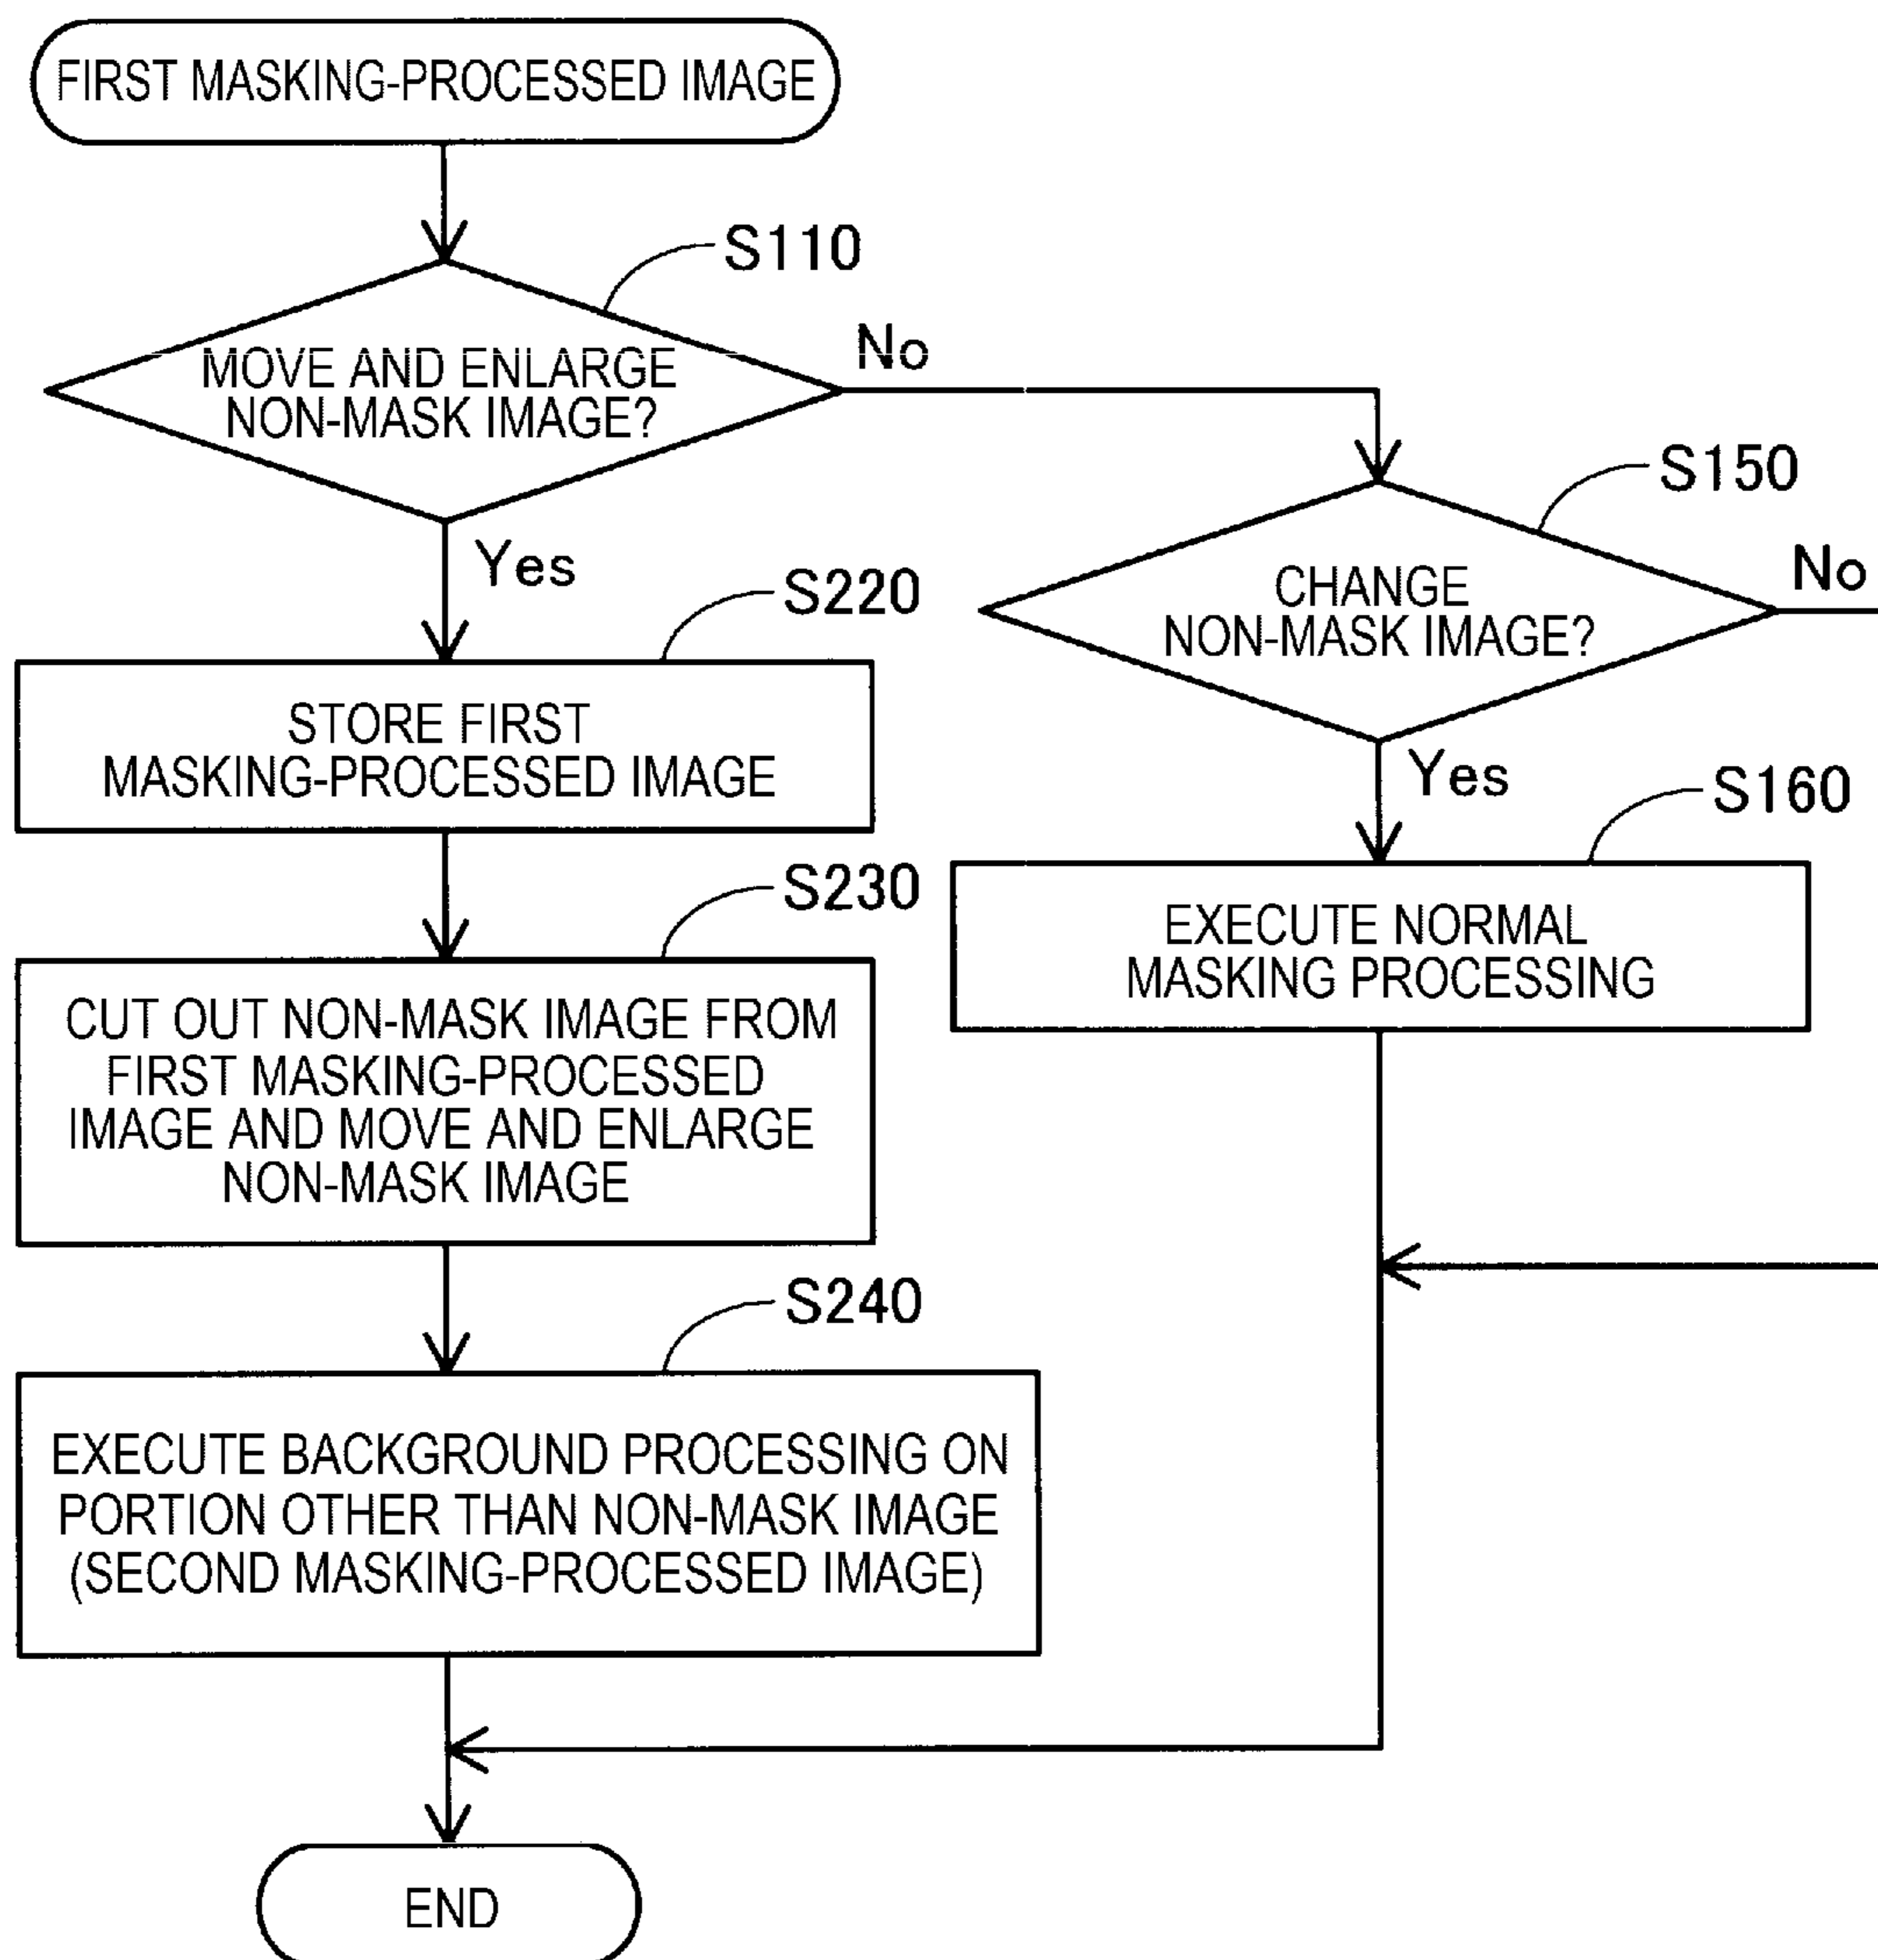 FIRST MASKING-PROCESSED IMAGE
S110
MOVE AND ENLARGE
NON-MASK IMAGE?
No
Yes
S150
CHANGE
NON-MASK IMAGE?
No
Yes
S220
STORE FIRST
MASKING-PROCESSED IMAGE
S160
EXECUTE NORMAL
MASKING PROCESSING
S230
CUT OUT NON-MASK IMAGE FROM
FIRST MASKING-PROCESSED
IMAGE AND MOVE AND ENLARGE
NON-MASK IMAGE
S240
EXECUTE BACKGROUND PROCESSING ON
PORTION OTHER THAN NON-MASK IMAGE
(SECOND MASKING-PROCESSED IMAGE)
END